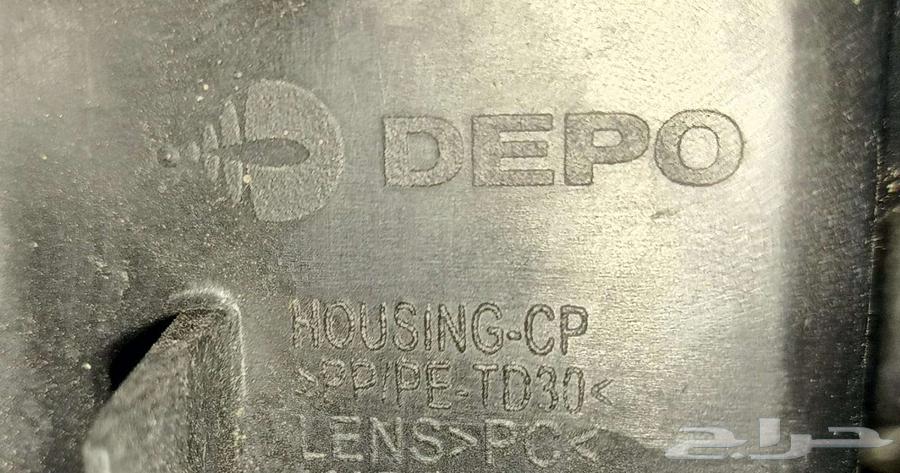 DEPO
HOUSING-CP
>PP/PE-TD30<
LENS>PC<
حراج